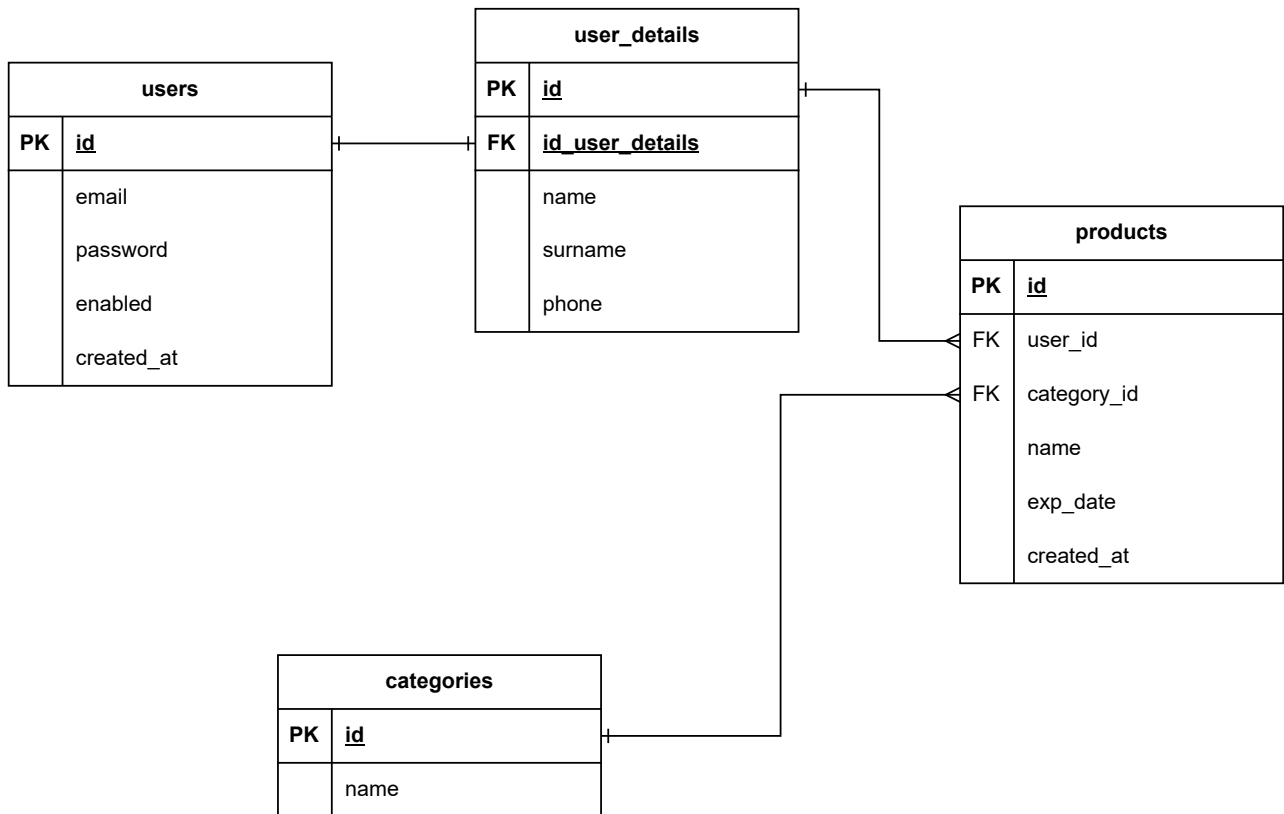 users
PK id
email
password
enabled
created_at
user_details
PK id
FK id_user_details
name
surname
phone
products
PK id
FK user_id
FK category_id
name
exp_date
created_at
categories
PK id
name